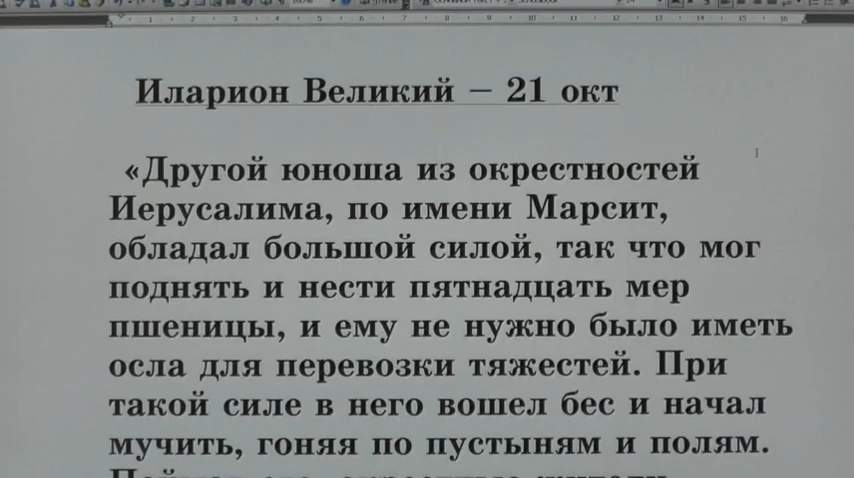 Иларион Великий – 21 окт
«Другой юноша из окрестностей
Иерусалима, по имени Марсит,
обладал большой силой, так что мог
поднять и нести пятнадцать мер
пшеницы, и ему не нужно было иметь
осла для перевозки тяжестей. При
такой силе в него вошел бес и начал
мучить, гоняя по пустыням и полям.